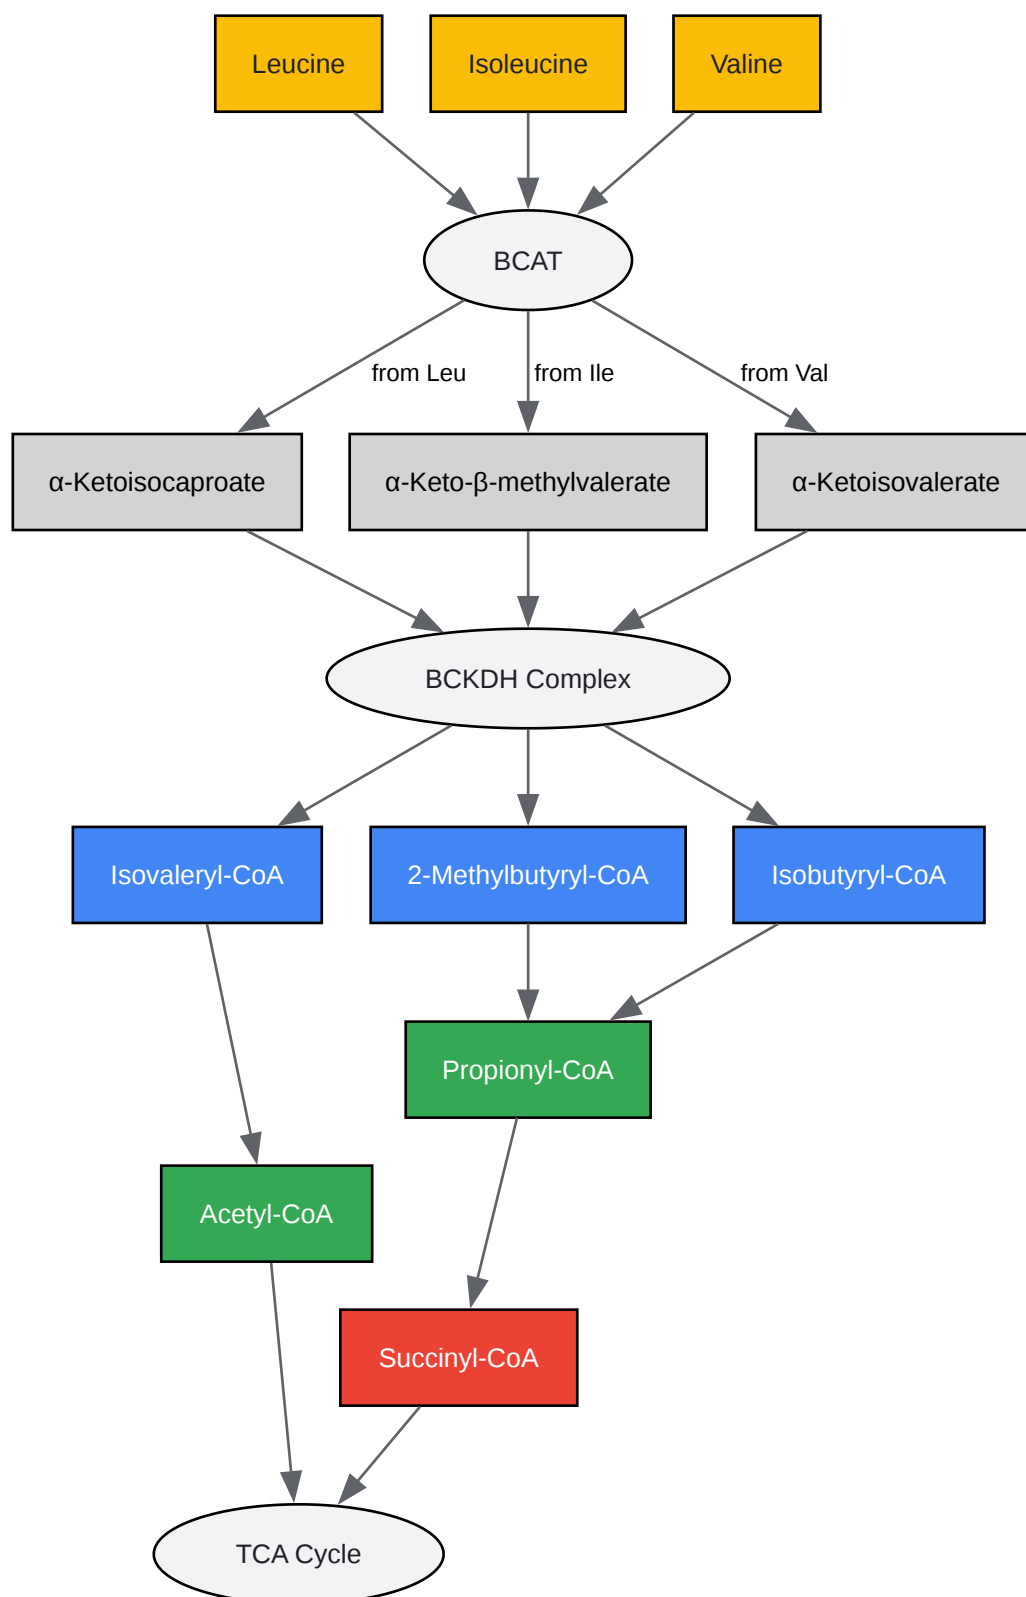 Leucine
Isoleucine
Valine
BCAT
from Leu
from Ile
from Val
α-Ketoisocaproate
α-Keto-β-methylvalerate
α-Ketoisovalerate
BCKDH Complex
Isovaleryl-CoA
2-Methylbutyryl-CoA
Isobutyryl-CoA
Propionyl-CoA
Acetyl-CoA
Succinyl-CoA
TCA Cycle